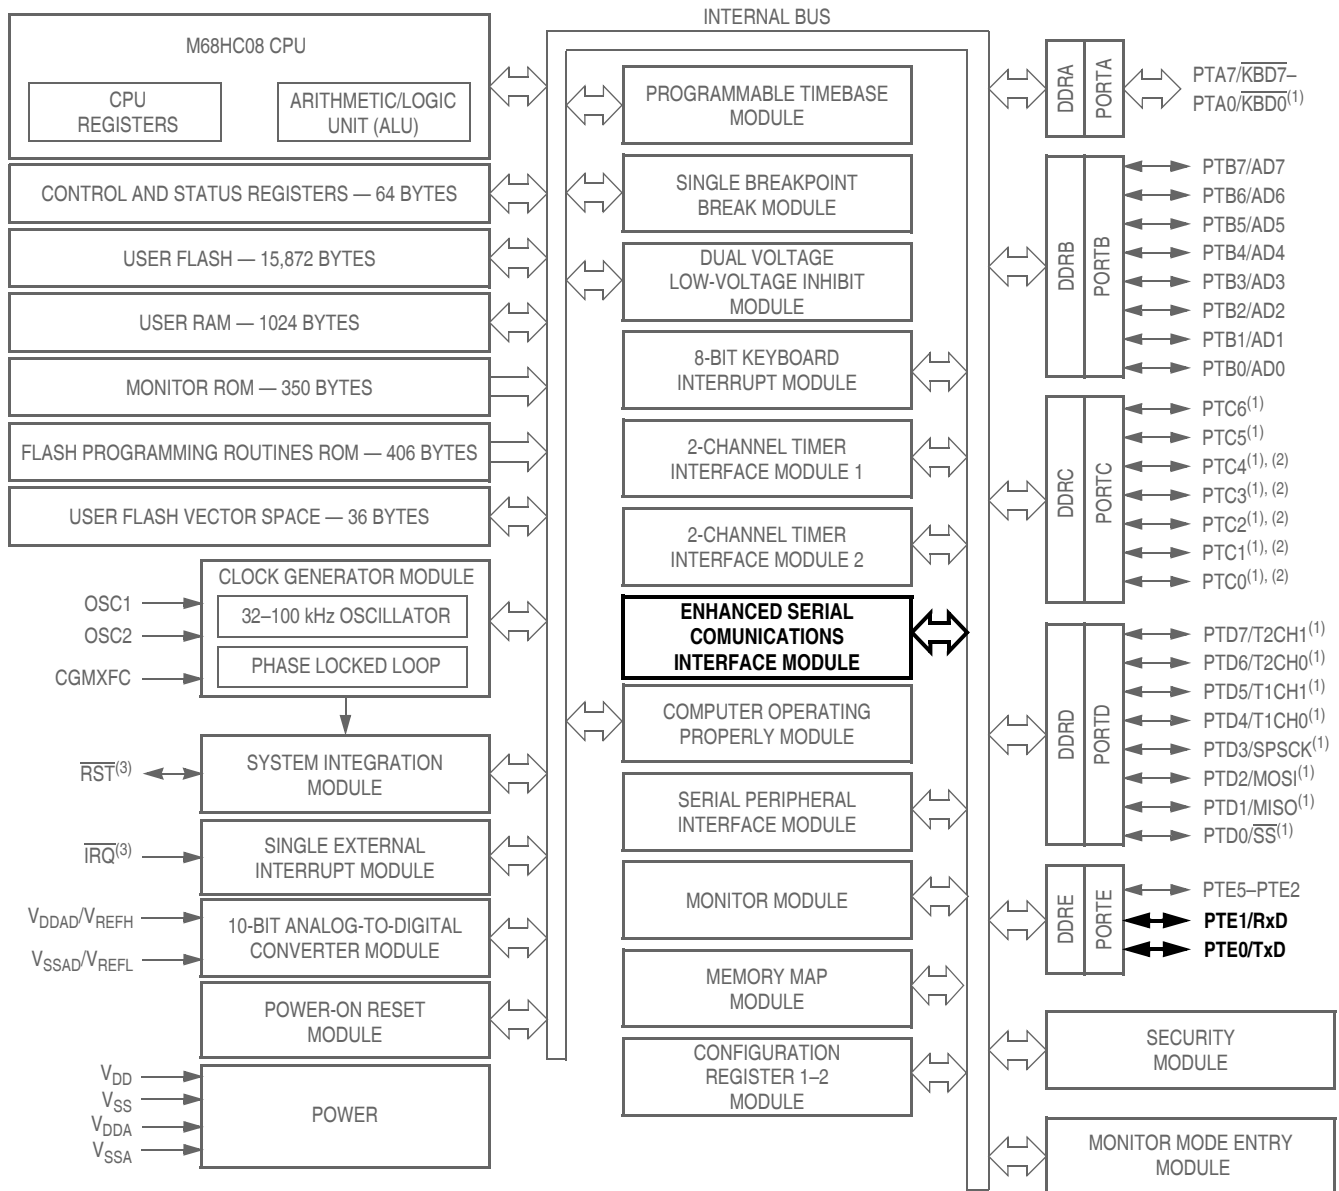 INTERNAL BUS
M68HC08 CPU
CPU
REGISTERS
ARITHMETIC/LOGIC
UNIT (ALU)
CONTROL AND STATUS REGISTERS — 64 BYTES
USER FLASH — 15,872 BYTES
USER RAM — 1024 BYTES
MONITOR ROM — 350 BYTES
FLASH PROGRAMMING ROUTINES ROM — 406 BYTES
USER FLASH VECTOR SPACE — 36 BYTES
CLOCK GENERATOR MODULE
32–100 kHz OSCILLATOR
PHASE LOCKED LOOP
OSC1
OSC2
CGMXFC
SYSTEM INTEGRATION
MODULE
RST(3)
SINGLE EXTERNAL
INTERRUPT MODULE
IRQ(3)
10-BIT ANALOG-TO-DIGITAL
CONVERTER MODULE
VDDAD/VREFH
VSSAD/VREFL
POWER-ON RESET
MODULE
POWER
VDD
VSS
VDDA
VSSA
PROGRAMMABLE TIMEBASE
MODULE
SINGLE BREAKPOINT
BREAK MODULE
DUAL VOLTAGE
LOW-VOLTAGE INHIBIT
MODULE
8-BIT KEYBOARD
INTERRUPT MODULE
2-CHANNEL TIMER
INTERFACE MODULE 1
2-CHANNEL TIMER
INTERFACE MODULE 2
ENHANCED SERIAL
COMUNICATIONS
INTERFACE MODULE
COMPUTER OPERATING
PROPERLY MODULE
SERIAL PERIPHERAL
INTERFACE MODULE
MONITOR MODULE
MEMORY MAP
MODULE
CONFIGURATION
REGISTER 1–2
MODULE
DDRA
PORTA
PTA7/KBD7–
PTA0/KBD0(1)
DDRB
PORTB
PTB7/AD7
PTB6/AD6
PTB5/AD5
PTB4/AD4
PTB3/AD3
PTB2/AD2
PTB1/AD1
PTB0/AD0
DDRC
PORTC
PTC6(1)
PTC5(1)
PTC4(1), (2)
PTC3(1), (2)
PTC2(1), (2)
PTC1(1), (2)
PTC0(1), (2)
DDRD
PORTD
PTD7/T2CH1(1)
PTD6/T2CH0(1)
PTD5/T1CH1(1)
PTD4/T1CH0(1)
PTD3/SPSCK(1)
PTD2/MOSI(1)
PTD1/MISO(1)
PTD0/SS(1)
DDRE
PORTE
PTE5–PTE2
PTE1/RxD
PTE0/TxD
SECURITY
MODULE
MONITOR MODE ENTRY
MODULE